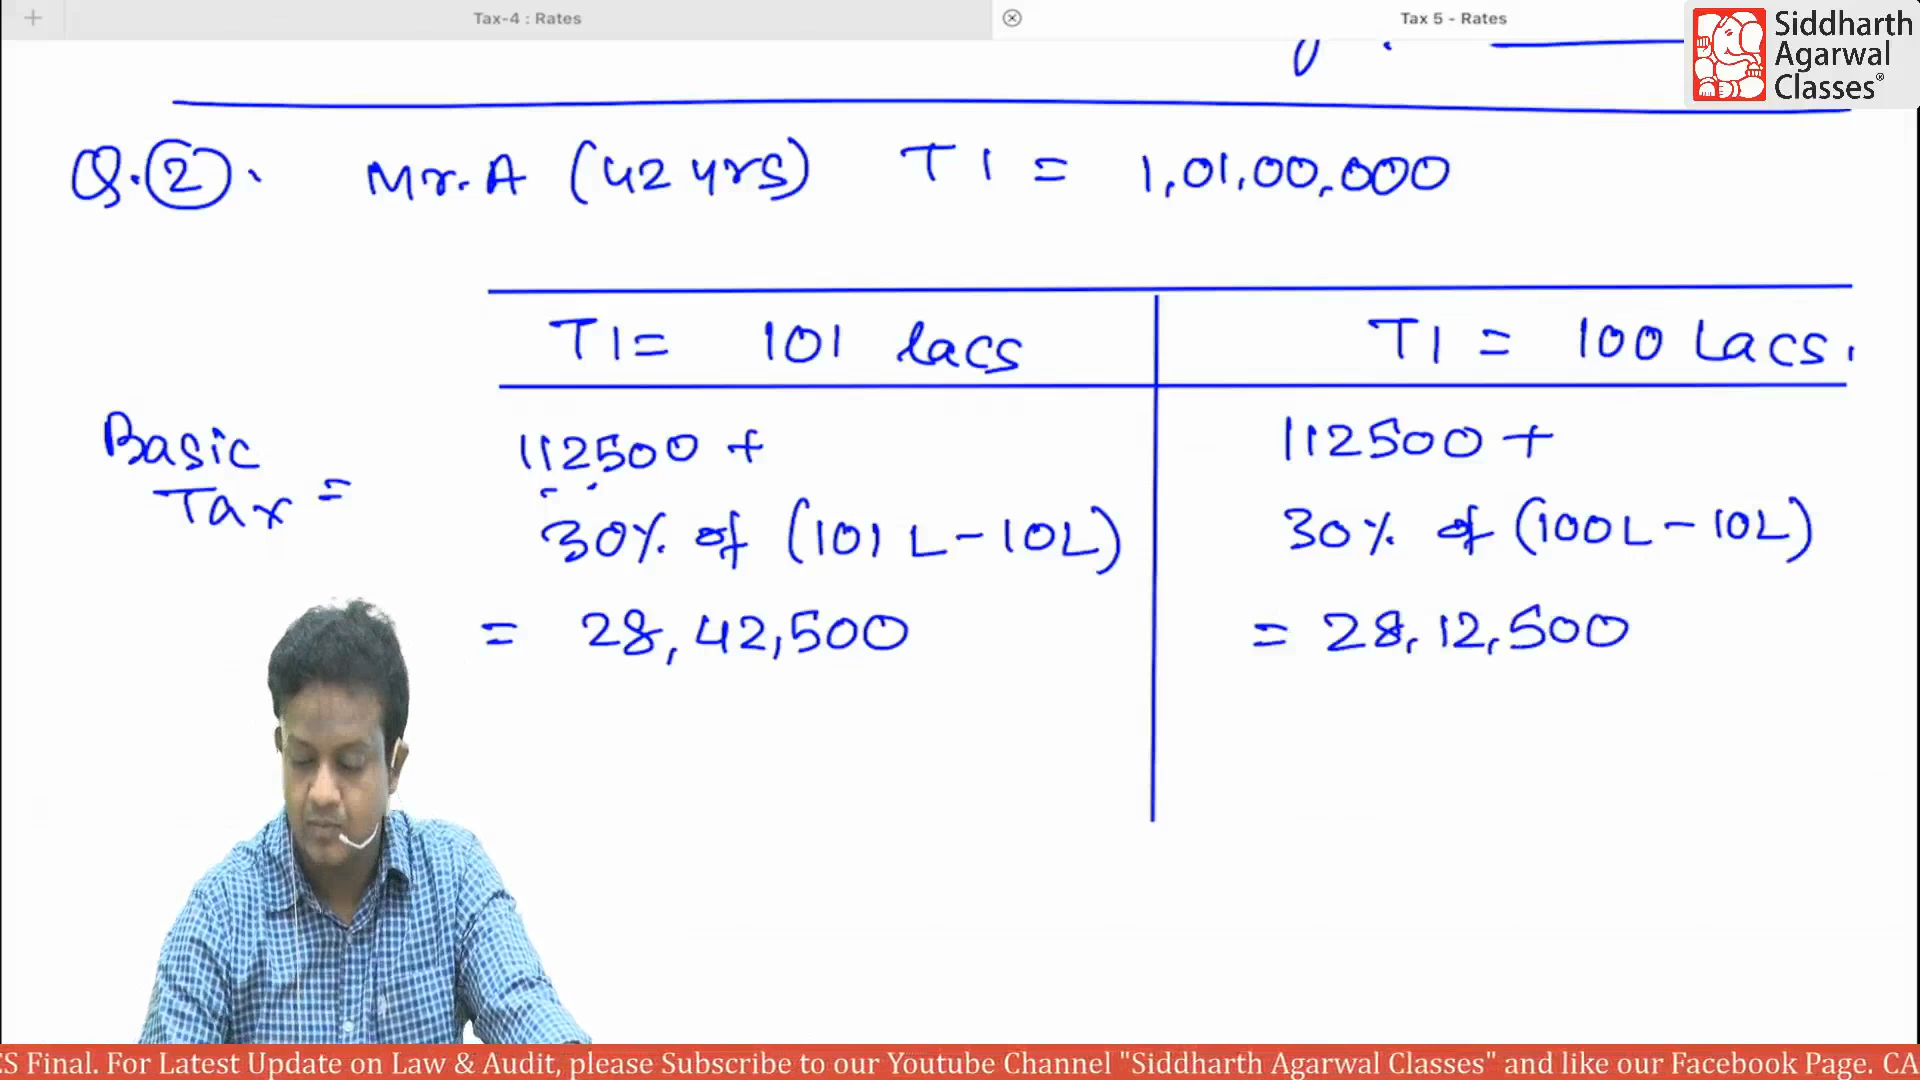 Tax-4 : Rates
Tax 5 - Rates
Siddharth
Agarwal
Classes®
Q.2. Mr. A (42 yrs) TI = 1,01,00,000
TI = 101 lacs
TI = 100 Lacs.
Basic
Tax =
112500 +
30% of (101 L - 10L)
= 28,42,500
112500 +
30% of (100L - 10L)
= 28,12,500
CS Final. For Latest Update on Law & Audit, please Subscribe to our Youtube Channel "Siddharth Agarwal Classes" and like our Facebook Page. CA